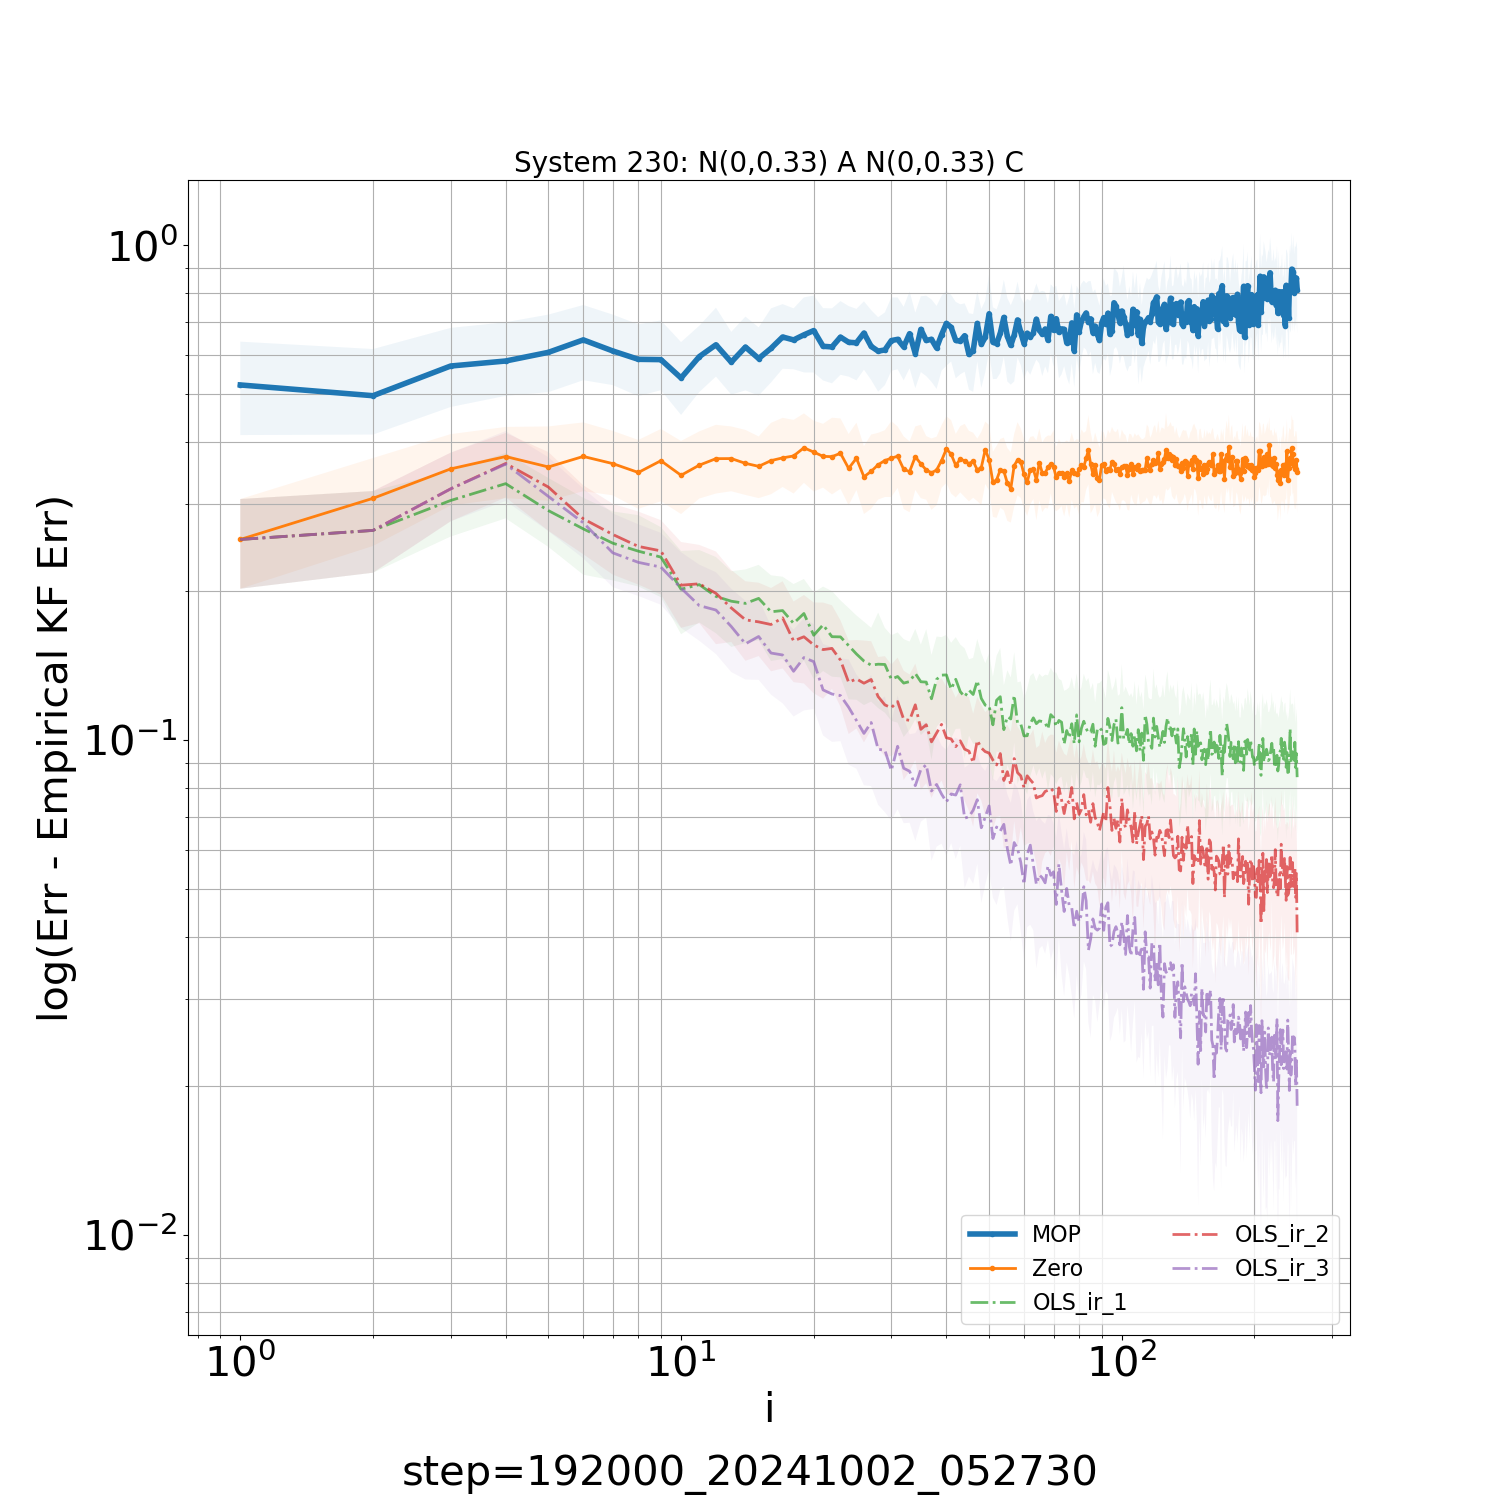 System 230: N(0,0.33) A N(0,0.33) C
log(Err - Empirical KF Err)
10⁰
10⁻¹
10⁻²
MOP
Zero
OLS_ir_1
OLS_ir_2
OLS_ir_3
10⁰
10¹
10²
i
step=192000_20241002_052730